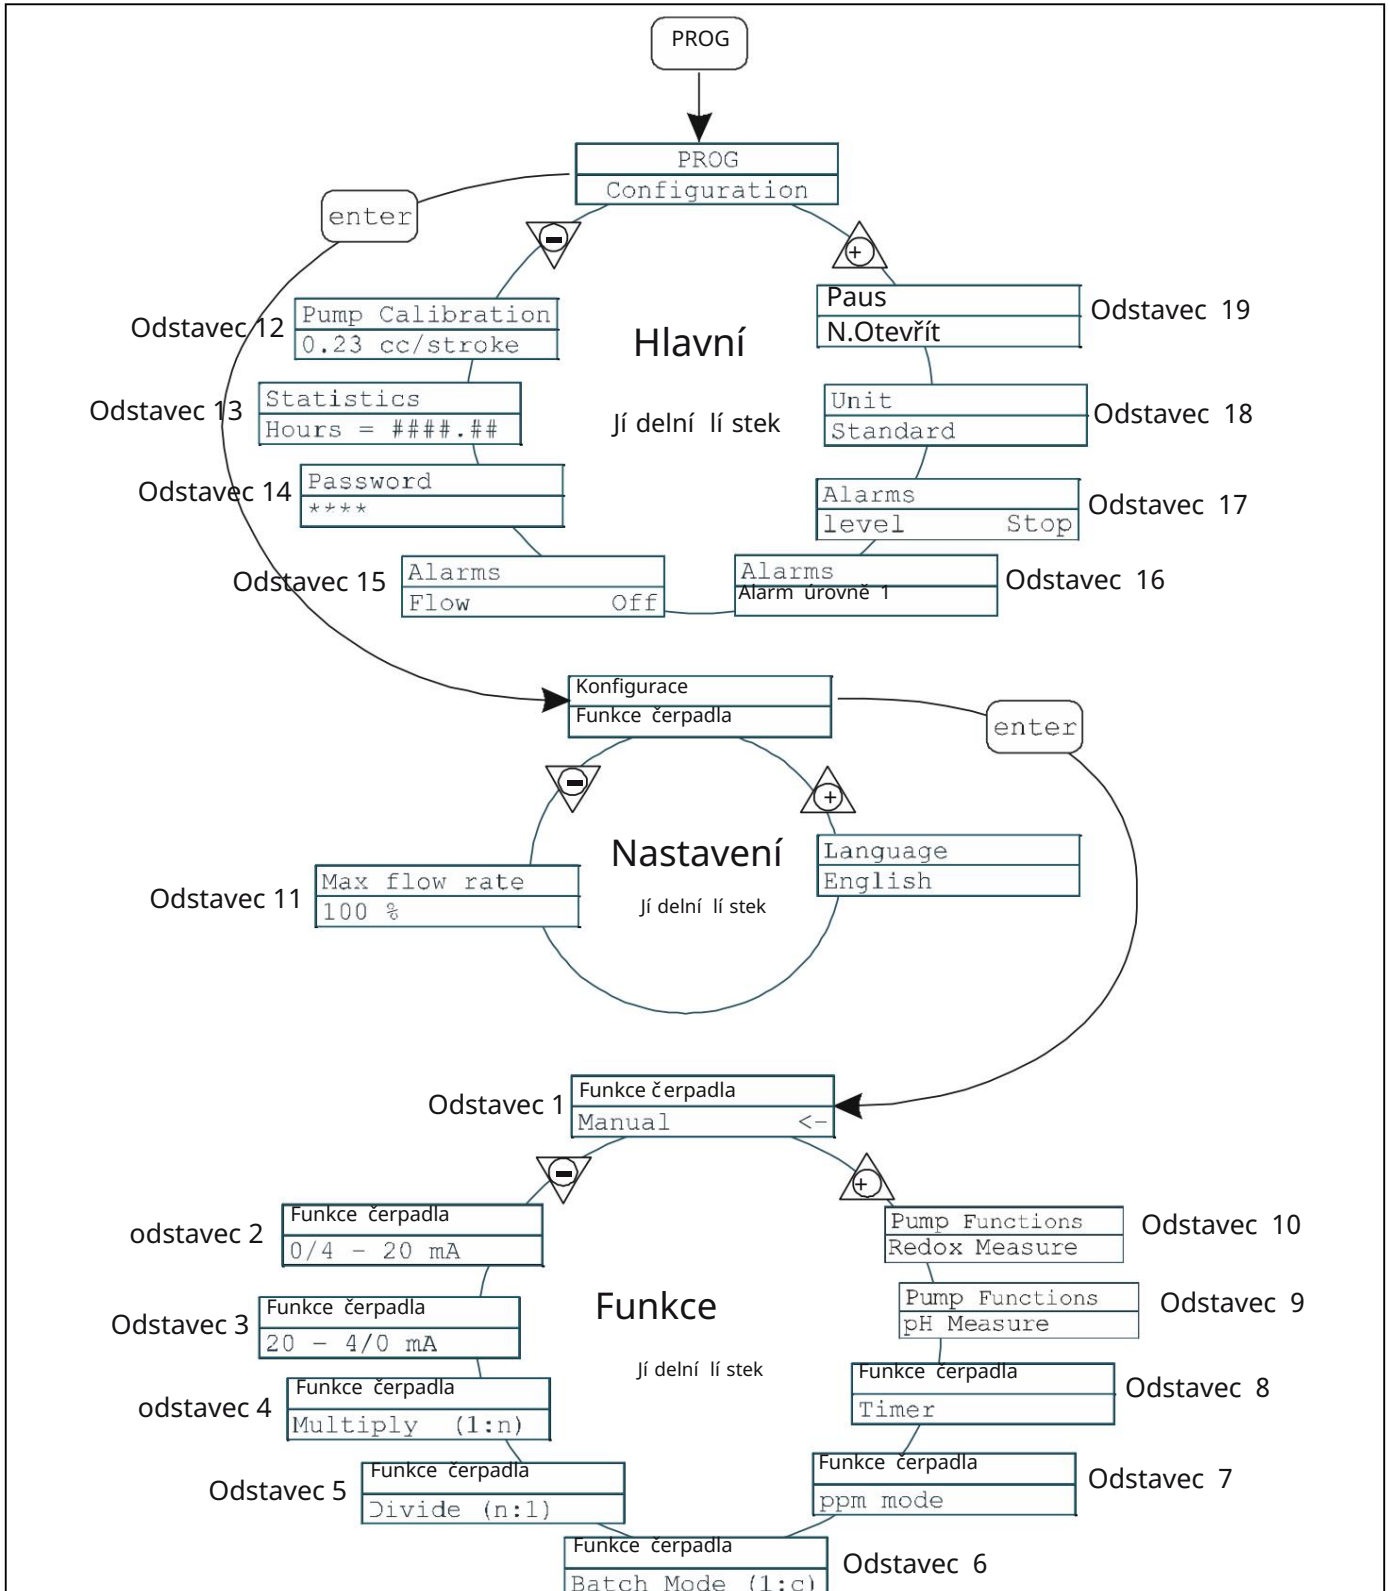 PROG
PROG
Configuration
enter
Pump Calibration
0.23 cc/stroke
Odstavec 12
Statistics
Hours = ####.##
Odstavec 13
Password
****
Odstavec 14
Alarms
Flow Off
Odstavec 15
Hlavní
Jí delní lí stek
+
Paus
N.Otevřít
Odstavec 19
Unit
Standard
Odstavec 18
Alarms
level Stop
Odstavec 17
Alarms
Alarm úrovně 1
Odstavec 16
Konfigurace
Funkce čerpadla
enter
+
Nastavení
Jí delní lí stek
Language
English
Odstavec 11
Max flow rate
100 %
Odstavec 1
Funkce čerpadla
Manual <-
+
odstavec 2
Funkce čerpadla
0/4 - 20 mA
Odstavec 3
Funkce čerpadla
20 - 4/0 mA
odstavec 4
Funkce čerpadla
Multiply (1:n)
Odstavec 5
Funkce čerpadla
Divide (n:1)
Funkce
Jí delní lí stek
Pump Functions
Redox Measure
Odstavec 10
Pump Functions
pH Measure
Odstavec 9
Funkce čerpadla
Timer
Odstavec 8
Funkce čerpadla
ppm mode
Odstavec 7
Funkce čerpadla
Batch Mode (1:c)
Odstavec 6